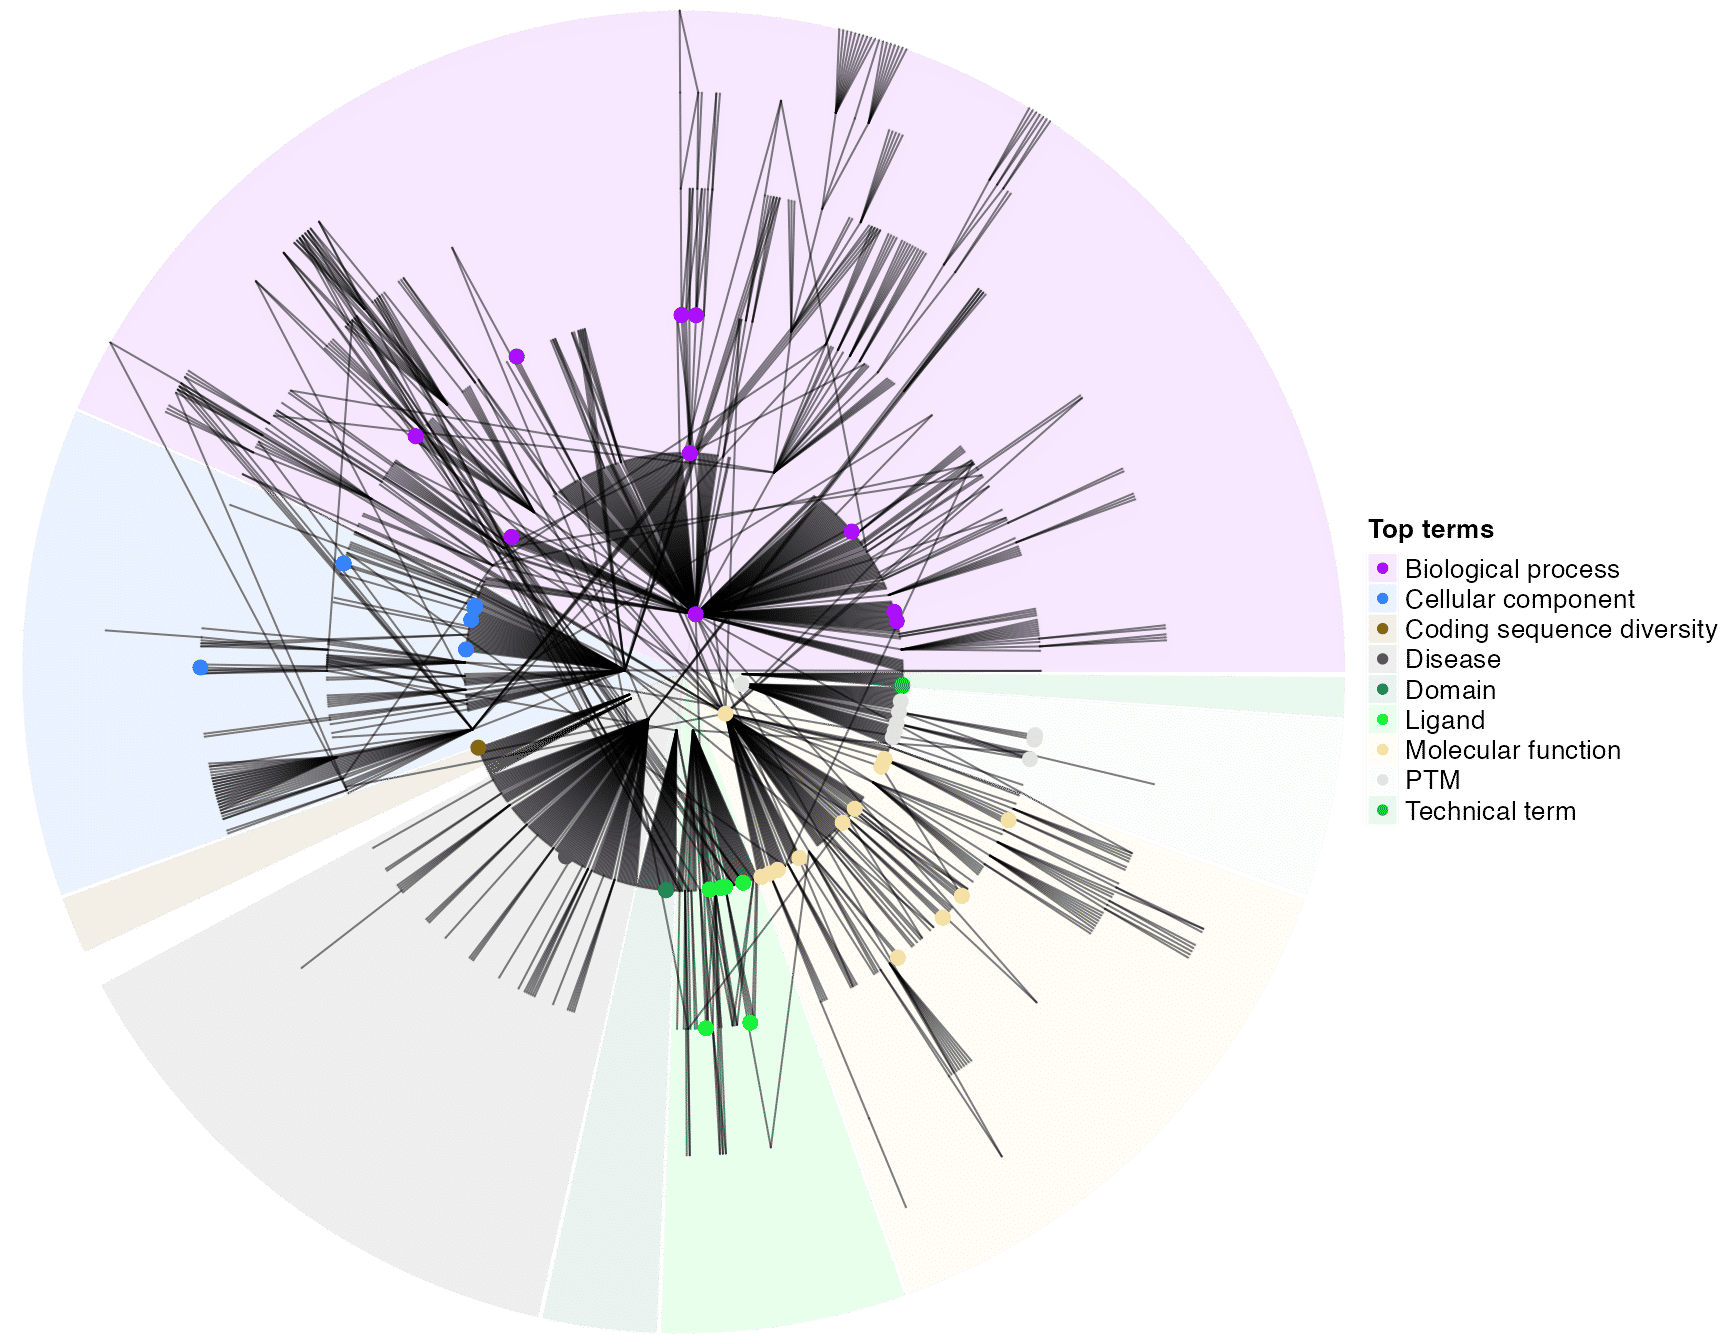 Top terms
Biological process
Cellular component
Coding sequence diversity
Disease
Domain
Ligand
Molecular function
PTM
Technical term